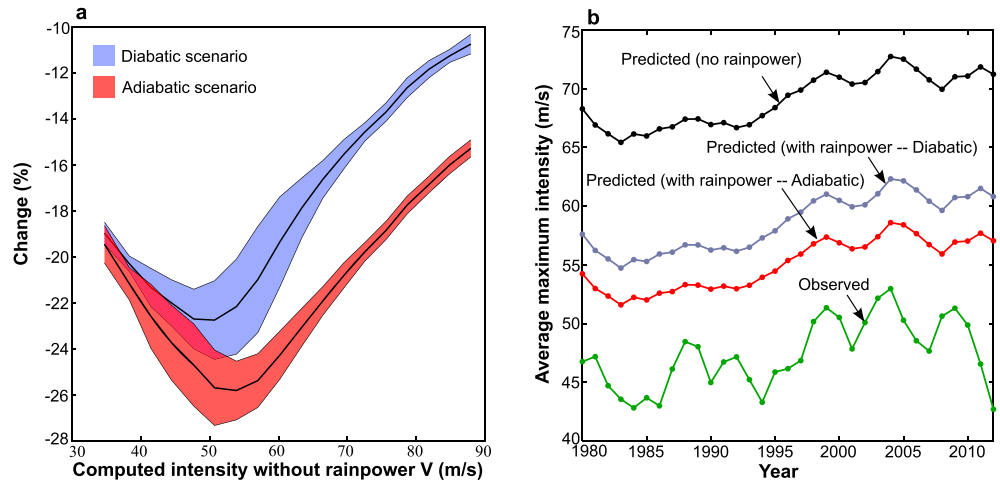 a
-10
-12
-14
-16
-18
-20
-22
-24
-26
-28
Change (%)
Diabatic scenario
Adiabatic scenario
30 40 50 60 70 80 90
Computed intensity without rainpower V (m/s)
b
75
70
65
60
55
50
45
40
Average maximum intensity (m/s)
Predicted (no rainpower)
Predicted (with rainpower -- Diabatic)
Predicted (with rainpower -- Adiabatic)
Observed
1980 1985 1990 1995 2000 2005 2010
Year